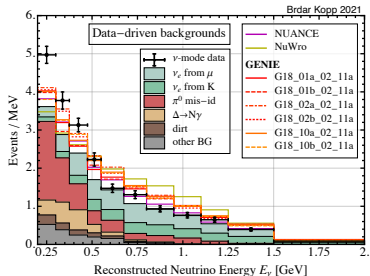 Brdar Kopp 2021
Data-driven backgrounds
ν-mode data
νe from μ
νe from K
π⁰ mis-id
Δ→Nγ
dirt
other BG
NUANCE
NuWro
GENIE
G18_01a_02_11a
G18_01b_02_11a
G18_02a_02_11a
G18_02b_02_11a
G18_10a_02_11a
G18_10b_02_11a
Events / MeV
6.
5.
4.
3.
2.
1.
0.
0.25 0.5 0.75 1. 1.25 1.5 1.75 2.
Reconstructed Neutrino Energy Eν [GeV]